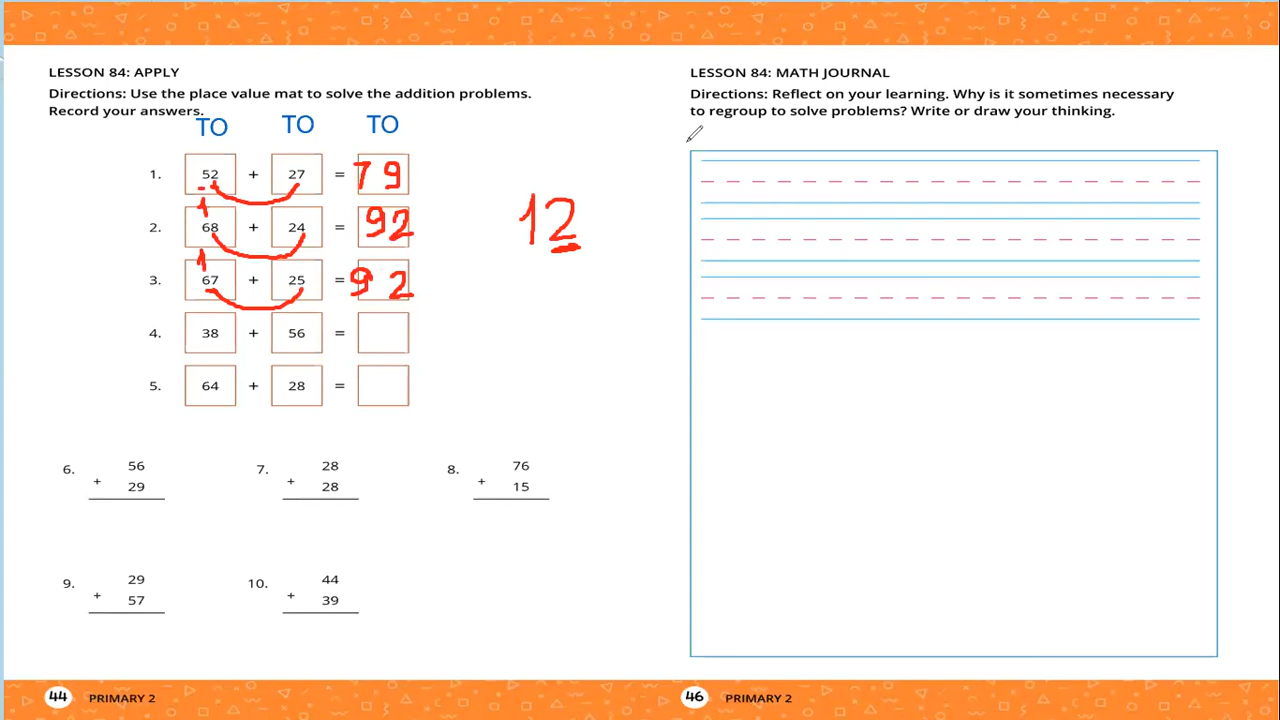 LESSON 84: APPLY
Directions: Use the place value mat to solve the addition problems.
Record your answers.
TO TO TO
1. 52 + 27 = 79
1
2. 68 + 24 = 92
12
1
3. 67 + 25 = 92
4. 38 + 56 =
5. 64 + 28 =
6. 56
+ 29
7. 28
+ 28
8. 76
+ 15
9. 29
+ 57
10. 44
+ 39
44 PRIMARY 2
LESSON 84: MATH JOURNAL
Directions: Reflect on your learning. Why is it sometimes necessary
to regroup to solve problems? Write or draw your thinking.
46 PRIMARY 2